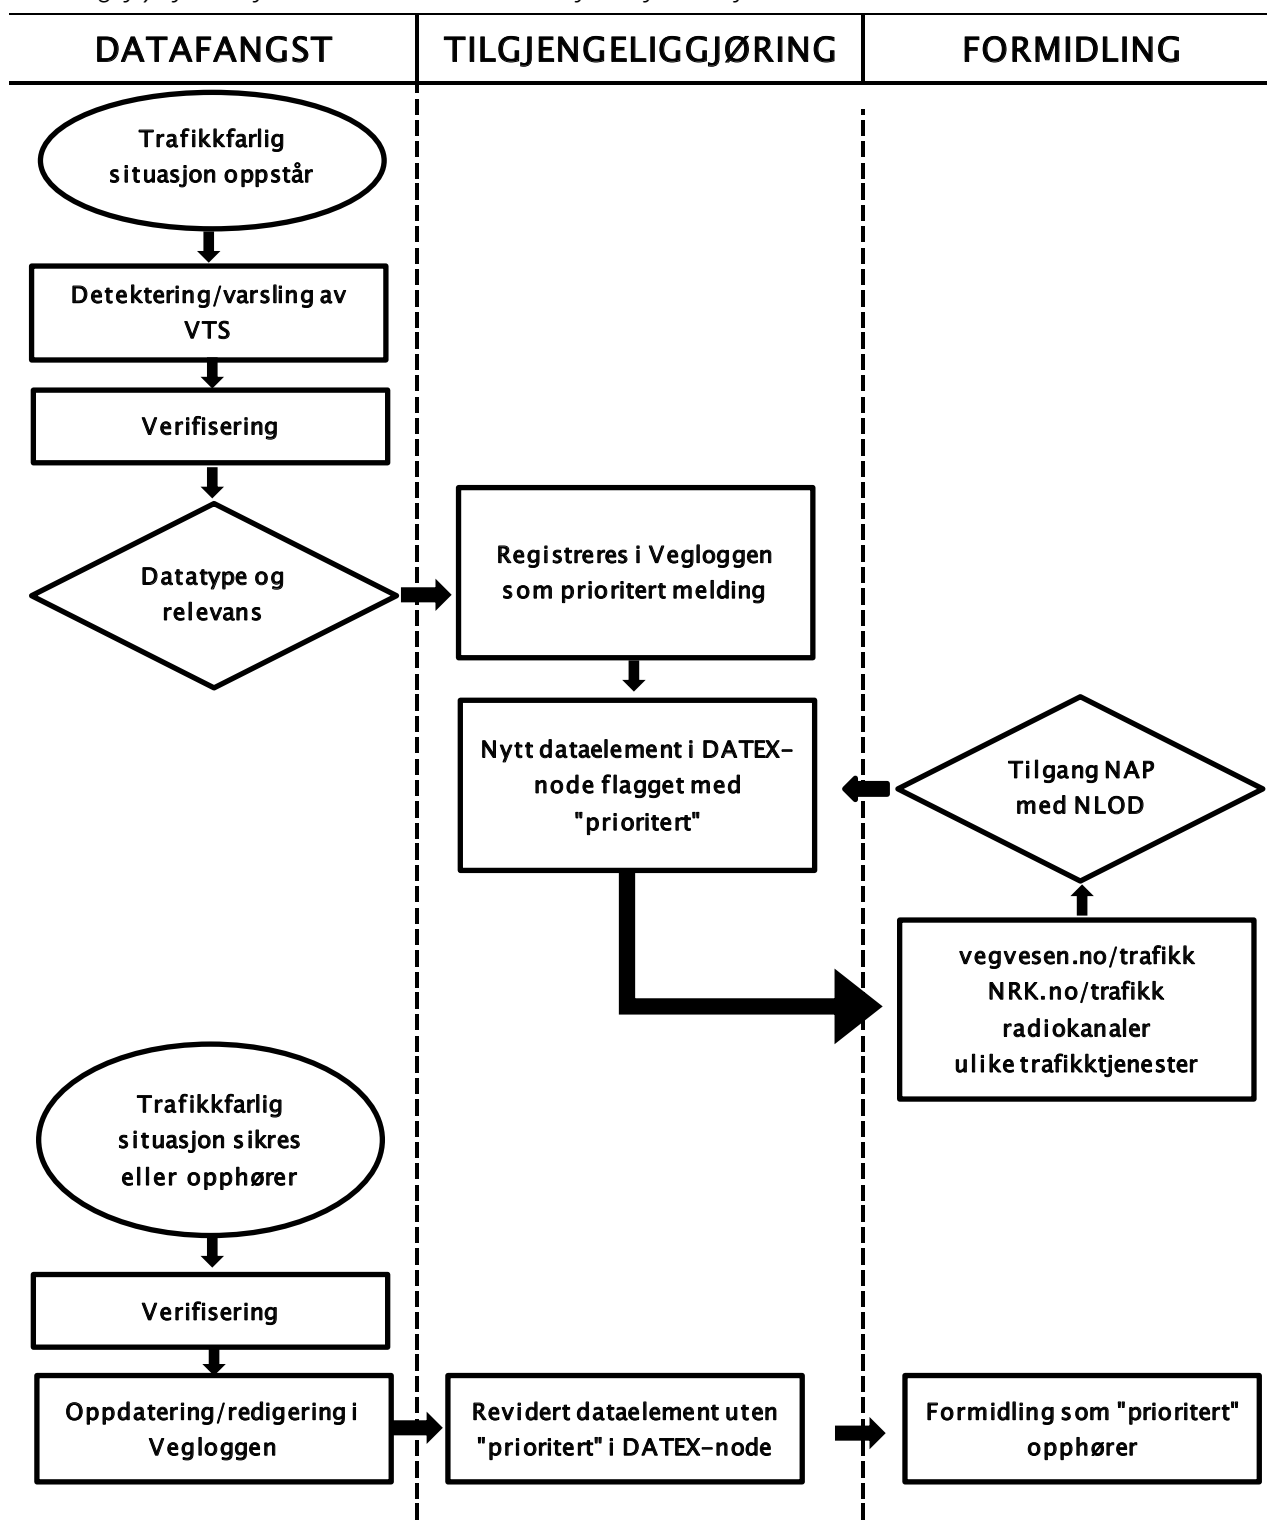 DATAFANGST
TILGJENGELIGGJØRING
FORMIDLING
Trafikkfarlig
situasjon oppstår
Detektering/varsling av
VTS
Verifisering
Datatype og
relevans
Registreres i Vegloggen
som prioritert melding
Nytt dataelement i DATEX-
node flagget med
"prioritert"
Tilgang NAP
med NLOD
vegvesen.no/trafikk
NRK.no/trafikk
radiokanaler
ulike trafikktjenester
Trafikkfarlig
situasjon sikres
eller opphører
Verifisering
Oppdatering/redigering i
Vegloggen
Revidert dataelement uten
"prioritert" i DATEX-node
Formidling som "prioritert"
opphører